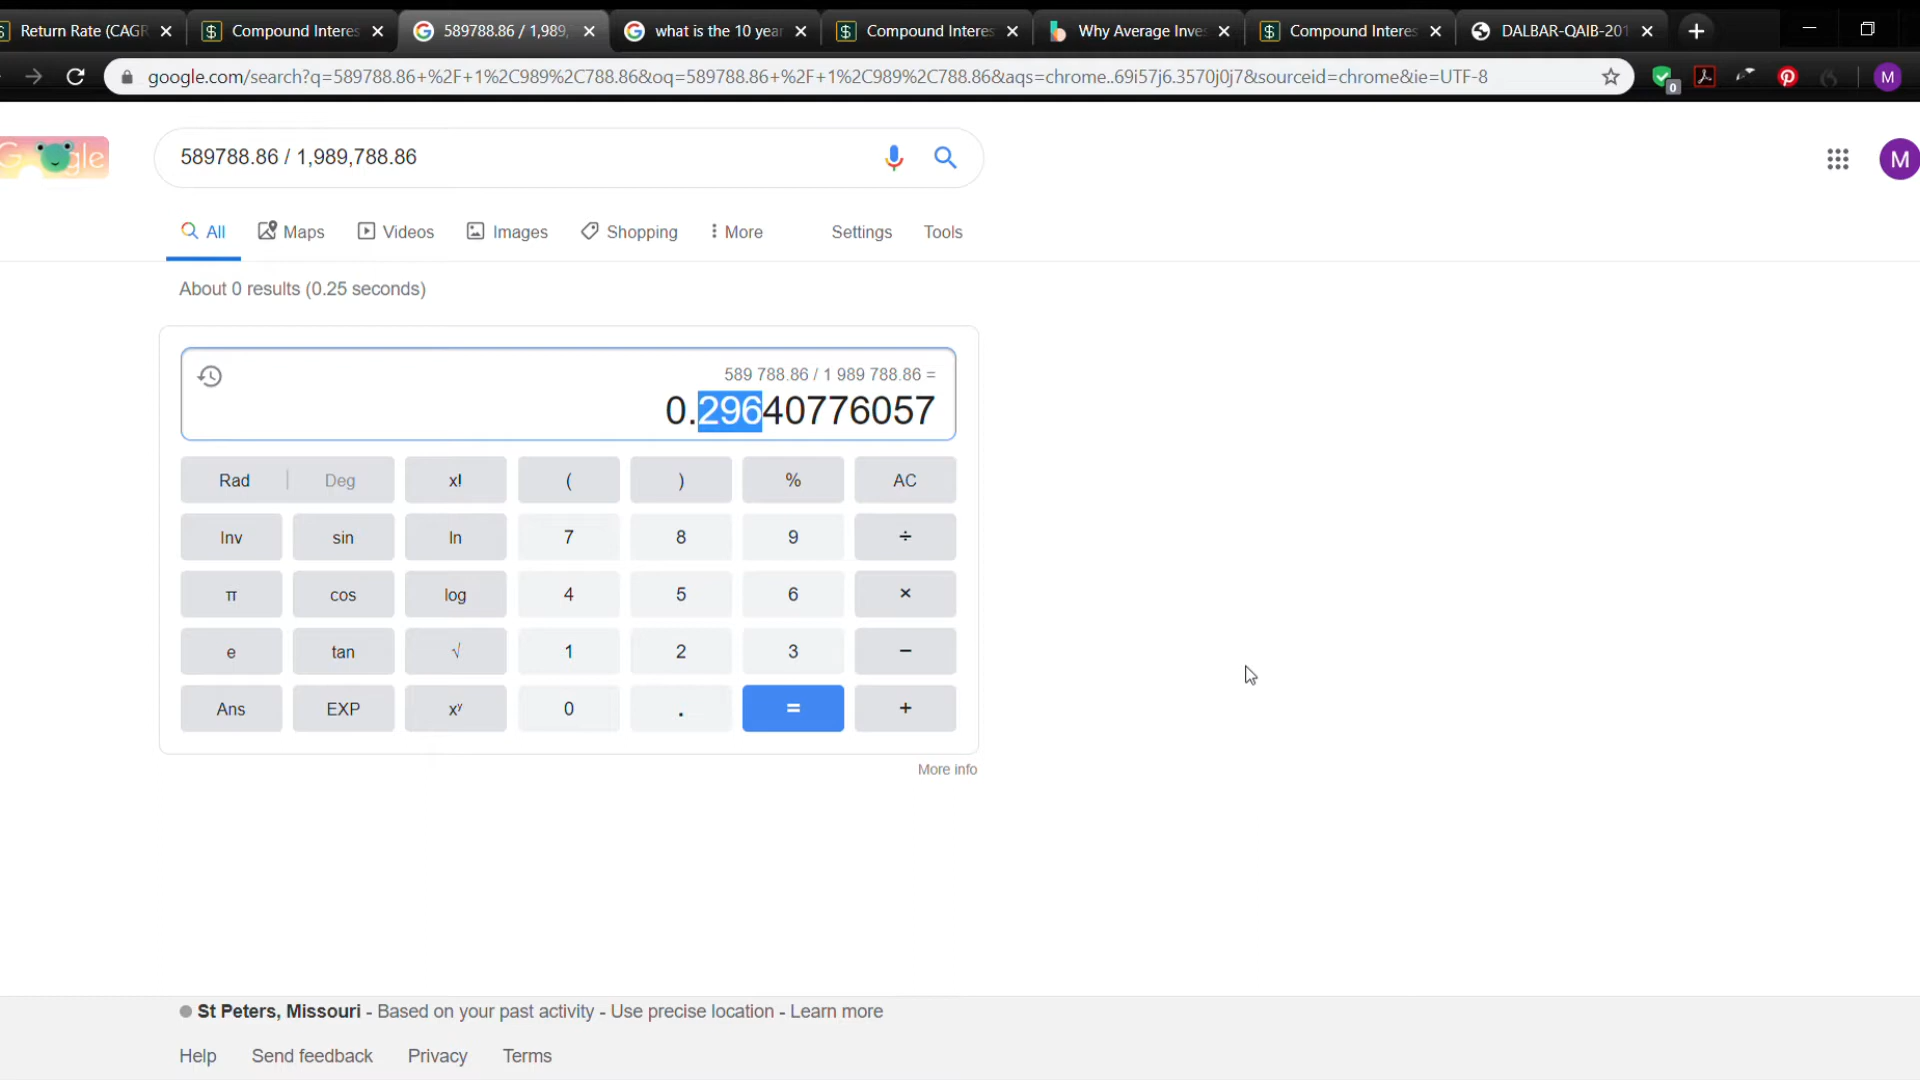 Return Rate (CAGR
Compound Interes
589788.86 / 1,989,
what is the 10 year
Compound Interes
Why Average Inve
Compound Interes
DALBAR-QAIB-201
google.com/search?q=589788.86+%2F+1%2C989%2C788.86&oq=589788.86+%2F+1%2C989%2C788.86&aqs=chrome..69i57j6.3570j0j7&sourceid=chrome&ie=UTF-8
0
M
589788.86 / 1,989,788.86
M
All
Maps
Videos
Images
Shopping
More
Settings
Tools
About 0 results (0.25 seconds)
589 788.86 / 1 989 788.86 =
0.29640776057
Rad Deg x! ( ) % AC
Inv sin ln 7 8 9 ÷
π cos log 4 5 6 ×
e tan √ 1 2 3 −
Ans EXP xʸ 0 . = +
More info
St Peters, Missouri - Based on your past activity - Use precise location - Learn more
Help Send feedback Privacy Terms